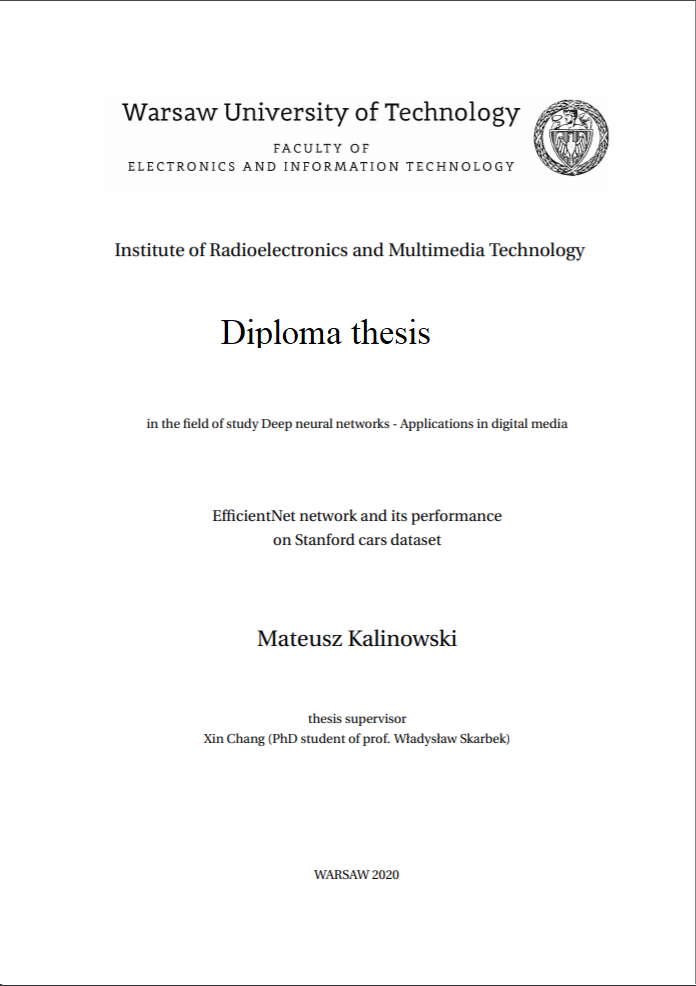 Warsaw University of Technology
FACULTY OF
ELECTRONICS AND INFORMATION TECHNOLOGY
Institute of Radioelectronics and Multimedia Technology
Diploma thesis
in the field of study Deep neural networks - Applications in digital media
EfficientNet network and its performance
on Stanford cars dataset
Mateusz Kalinowski
thesis supervisor
Xin Chang (PhD student of prof. Władysław Skarbek)
WARSAW 2020